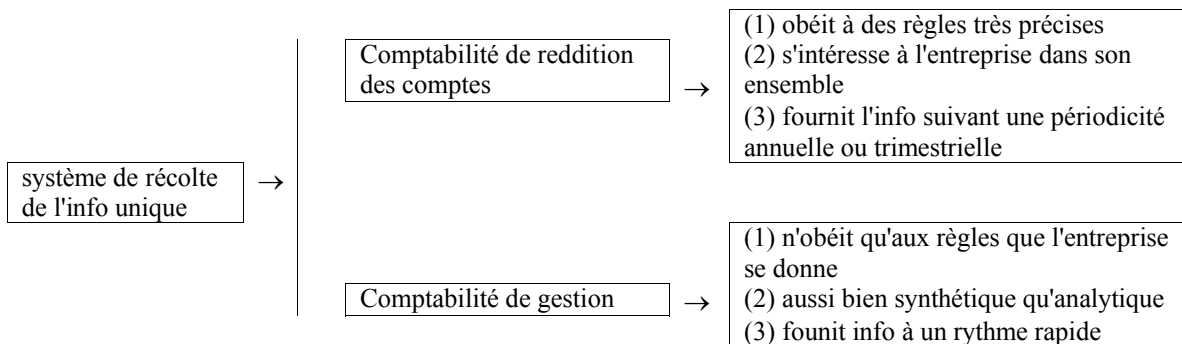 système de récolte
de l'info unique
→
Comptabilité de reddition
des comptes
→
(1) obéit à des règles très précises
(2) s'intéresse à l'entreprise dans son
ensemble
(3) fournit l'info suivant une périodicité
annuelle ou trimestrielle
Comptabilité de gestion
→
(1) n'obéit qu'aux règles que l'entreprise
se donne
(2) aussi bien synthétique qu'analytique
(3) founit info à un rythme rapide